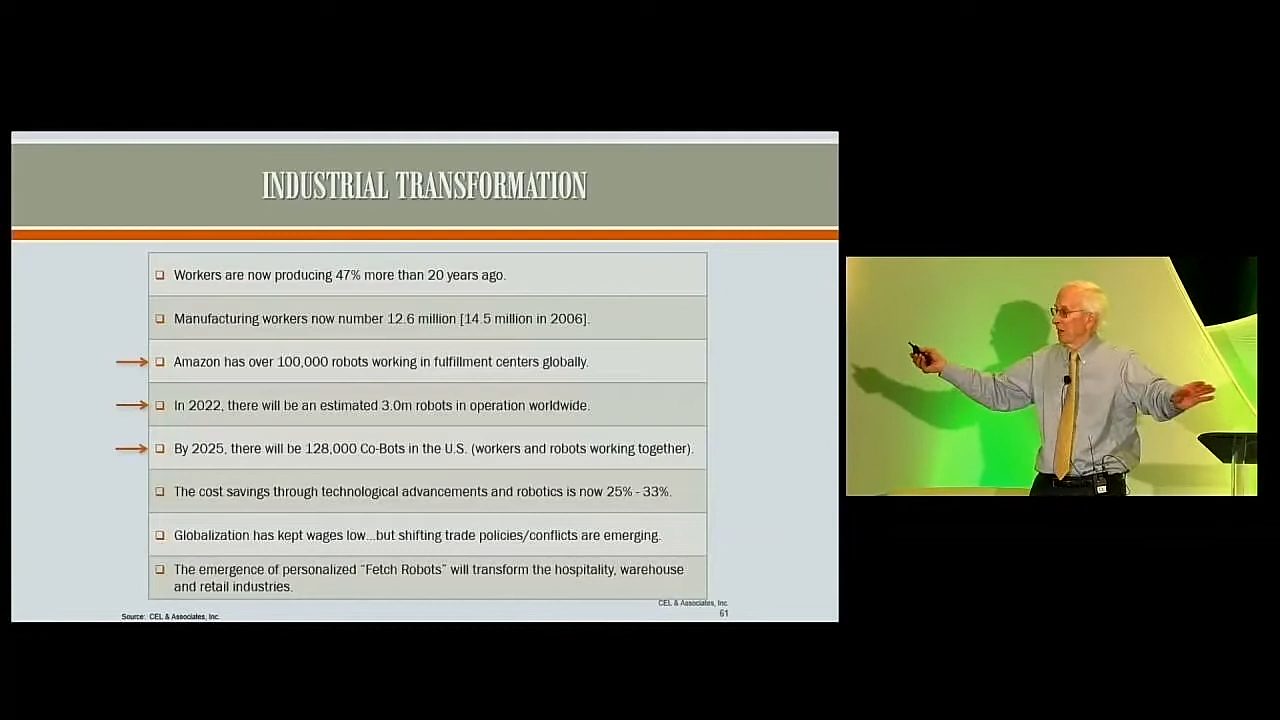 INDUSTRIAL TRANSFORMATION
Workers are now producing 47% more than 20 years ago.
Manufacturing workers now number 12.6 million [14.5 million in 2006].
Amazon has over 100,000 robots working in fulfillment centers globally.
In 2022, there will be an estimated 3.0m robots in operation worldwide.
By 2025, there will be 128,000 Co-Bots in the U.S. (workers and robots working together).
The cost savings through technological advancements and robotics is now 25% - 33%.
Globalization has kept wages low...but shifting trade policies/conflicts are emerging.
The emergence of personalized “Fetch Robots” will transform the hospitality, warehouse
and retail industries.
CEL & Associates, Inc.
61
Source: CEL & Associates, Inc.